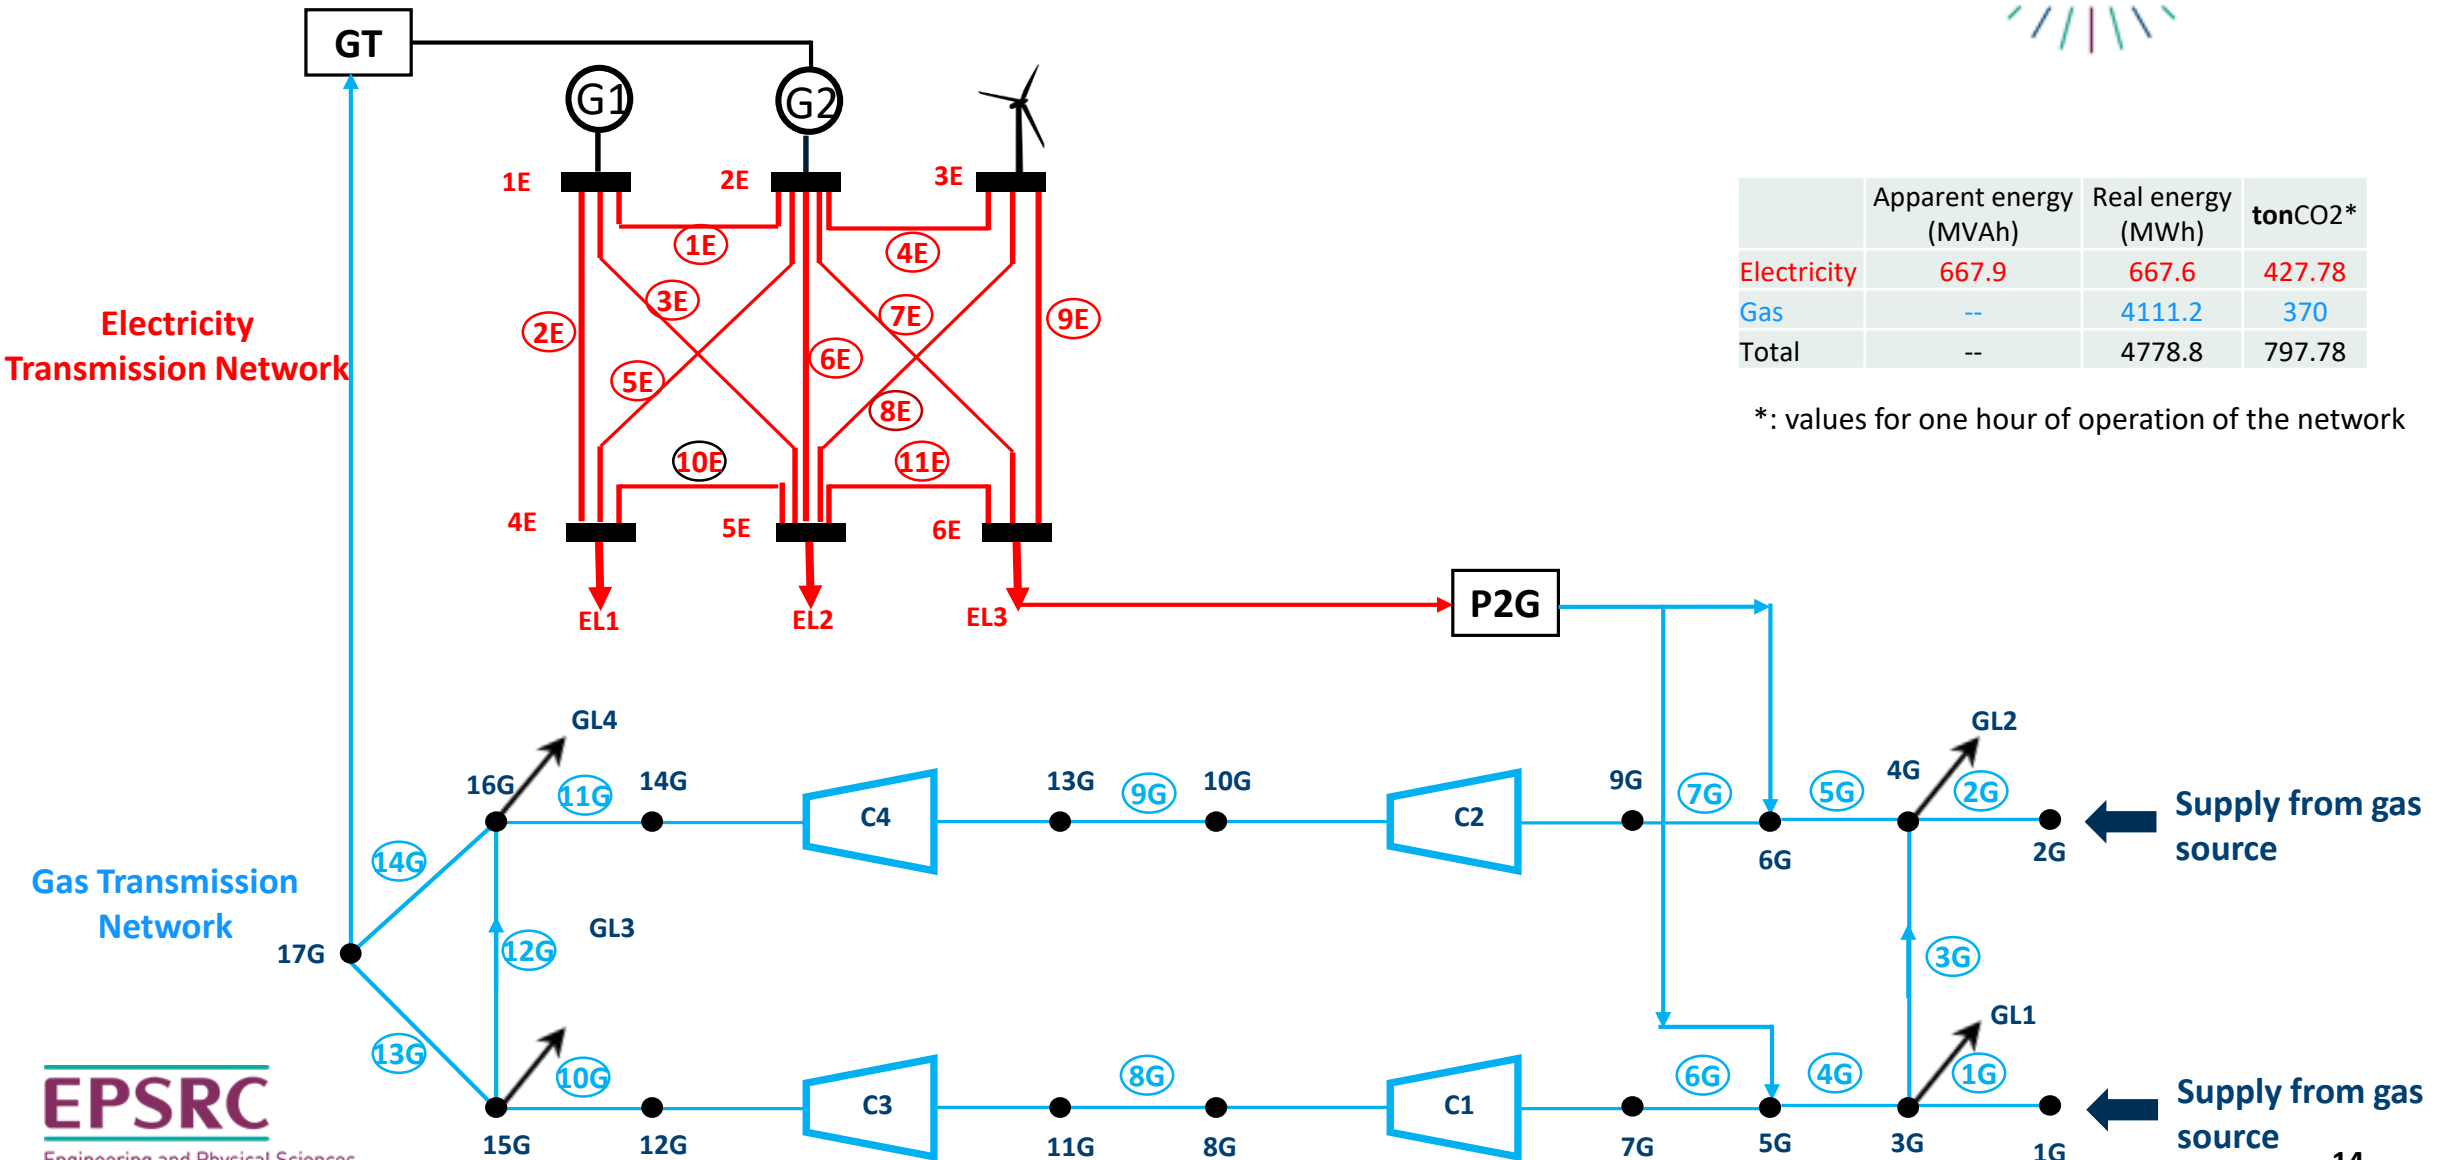 GT
G1
G2
1E
2E
3E
1E
4E
3E
7E
2E
9E
6E
5E
8E
10E
11E
4E
5E
6E
EL1
EL2
EL3
Electricity
Transmission Network
Apparent energy (MVAh)
Real energy (MWh)
tonCO2*
Electricity 667.9 667.6 427.78
Gas -- 4111.2 370
Total -- 4778.8 797.78
*: values for one hour of operation of the network
P2G
GL4
GL2
16G
11G
14G
C4
13G
9G
10G
C2
9G
7G
6G
5G
4G
2G
2G
Supply from gas
source
14G
Gas Transmission
Network
17G
12G
GL3
3G
GL1
13G
10G
15G
12G
C3
11G
8G
8G
C1
7G
6G
5G
4G
3G
1G
1G
Supply from gas
source
EPSRC
Engineering and Physical Sciences
14